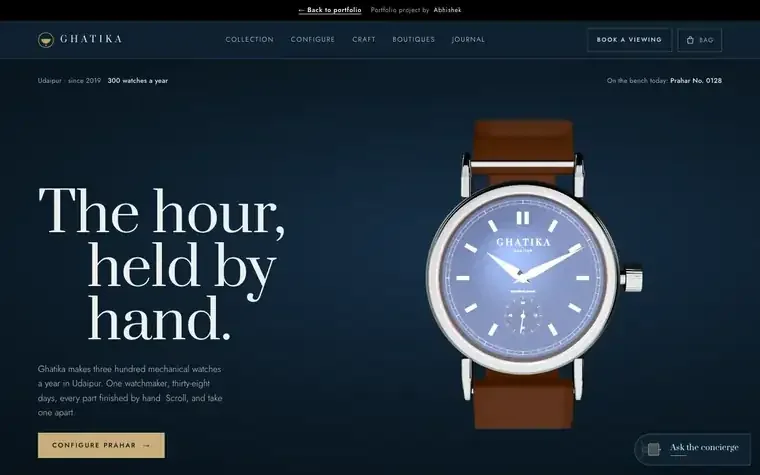 ← Back to portfolio Portfolio project by Abhishek
GHATIKA COLLECTION CONFIGURE CRAFT BOUTIQUES JOURNAL BOOK A VIEWING BAG
Udaipur · since 2019 300 watches a year On the bench today: Prahar No. 0128
The hour,
held by
hand.
GHATIKA
Ghatika makes three hundred mechanical watches
a year in Udaipur. One watchmaker, thirty-eight
days, every part finished by hand. Scroll, and take
one apart.
CONFIGURE PRAHAR →
Ask the concierge